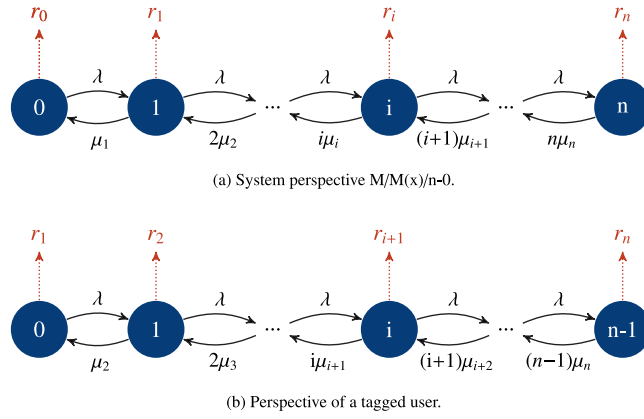 r₀ r₁ rᵢ rₙ
λ λ λ λ λ
0 1 ... i ... n
μ₁ 2μ₂ iμᵢ (i+1)μᵢ₊₁ nμₙ
(a) System perspective M/M(x)/n-0.
r₁ r₂ rᵢ₊₁ rₙ
λ λ λ λ λ
0 1 ... i ... n-1
μ₂ 2μ₃ iμᵢ₊₁ (i+1)μᵢ₊₂ (n−1)μₙ
(b) Perspective of a tagged user.